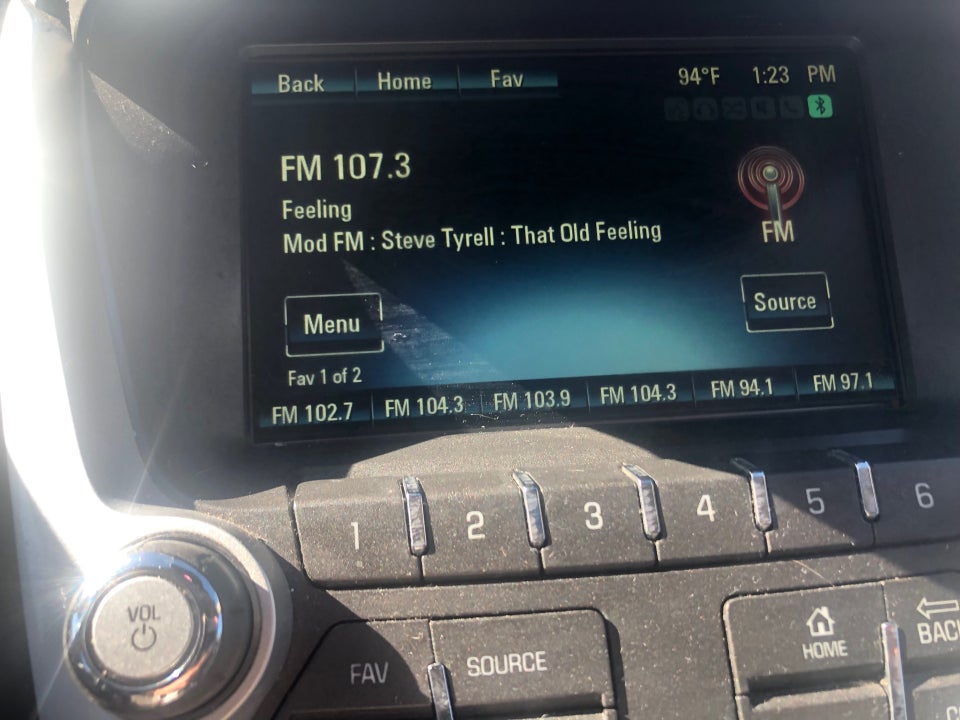 Back Home Fav 94°F 1:23 PM
FM 107.3
Feeling
Mod FM : Steve Tyrell : That Old Feeling
FM
Menu
Source
Fav 1 of 2
FM 102.7 FM 104.3 FM 103.9 FM 104.3 FM 94.1 FM 97.1
1 2 3 4 5 6
VOL
FAV SOURCE
HOME
BACK